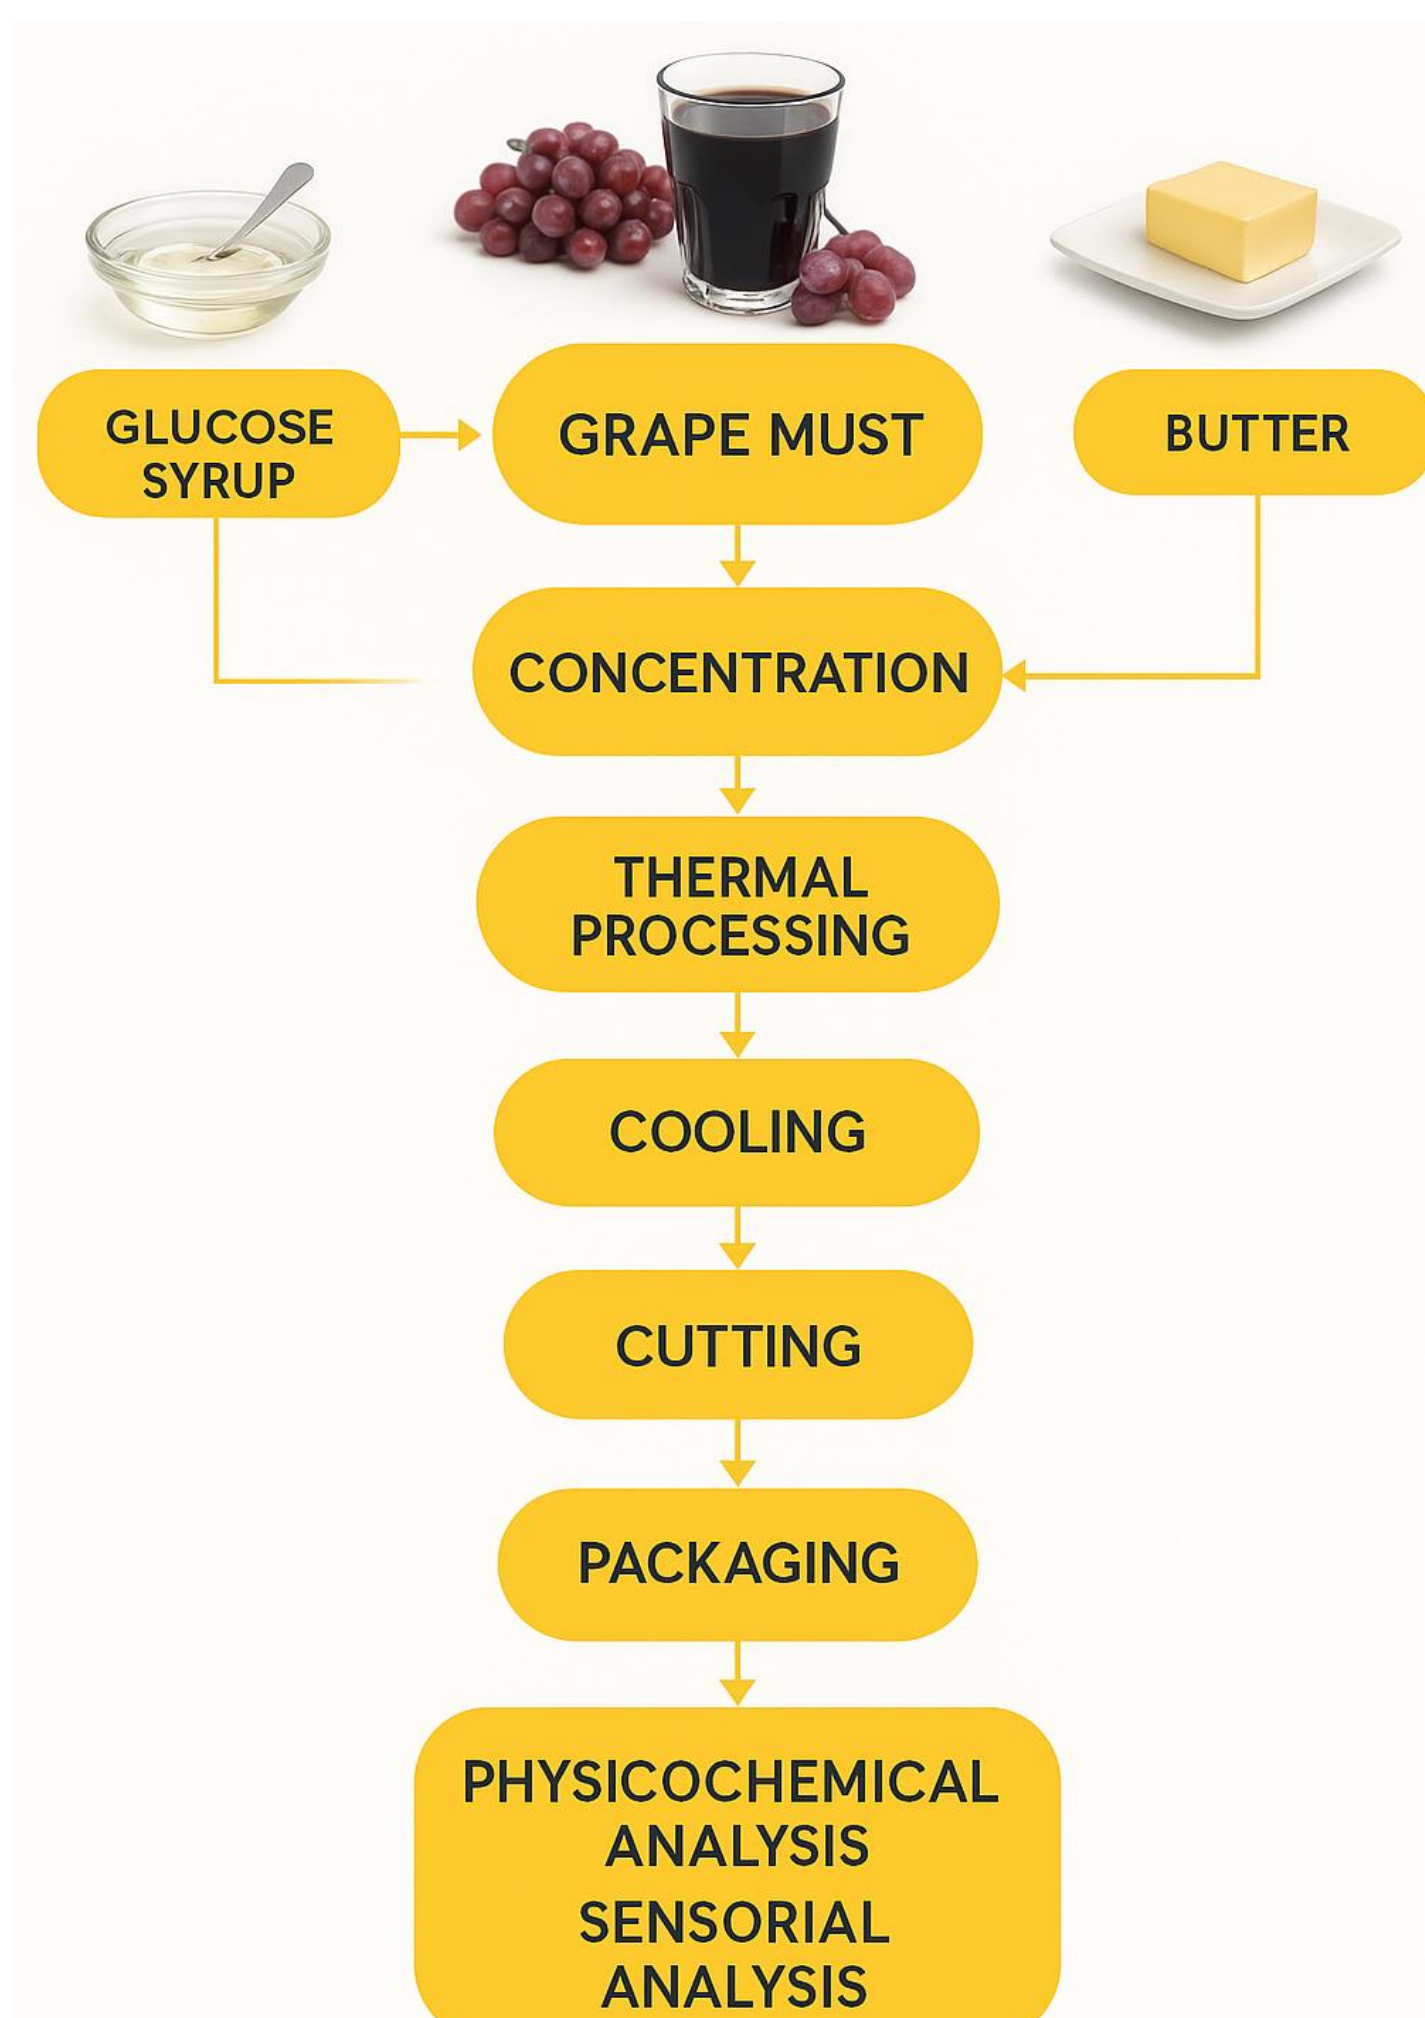 GLUCOSE
SYRUP
GRAPE MUST
BUTTER
CONCENTRATION
THERMAL
PROCESSING
COOLING
CUTTING
PACKAGING
PHYSICOCHEMICAL
ANALYSIS
SENSORIAL
ANALYSIS